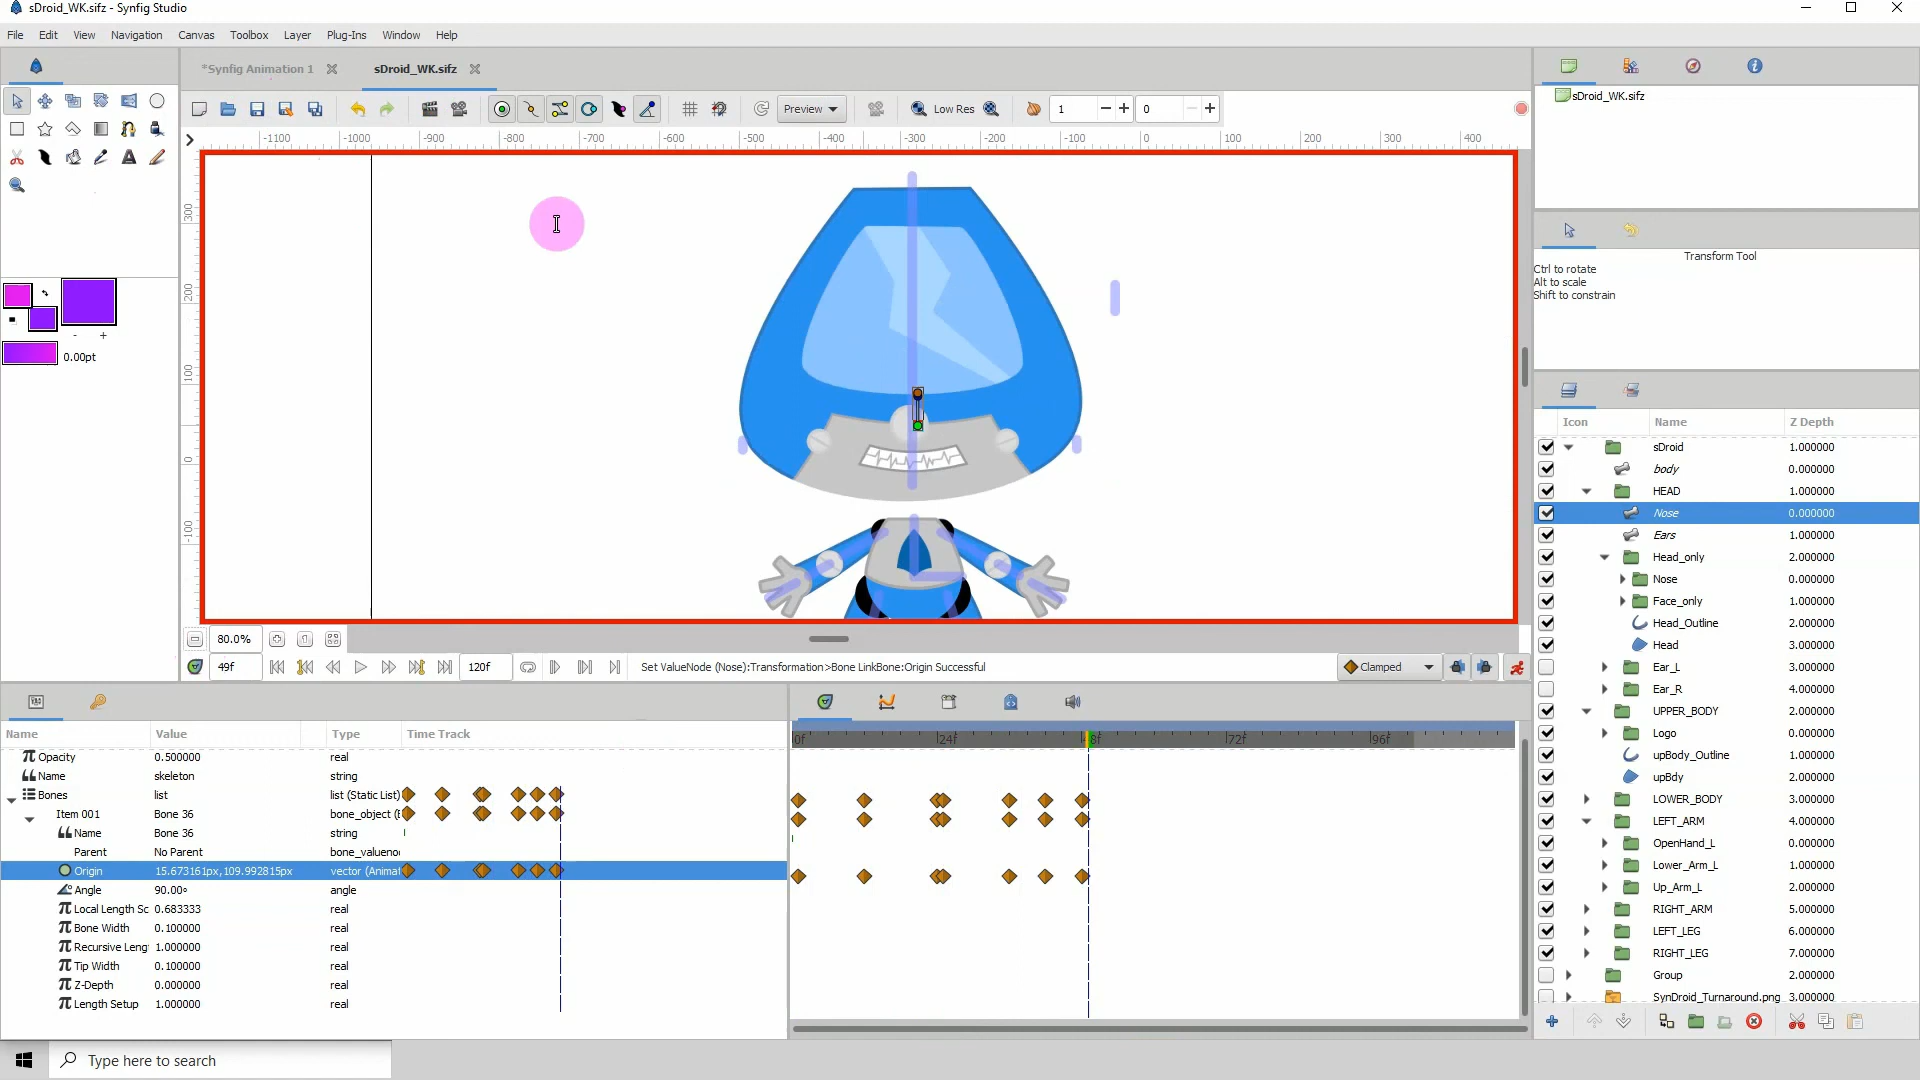 sDroid_WK.sifz - Synfig Studio
File Edit View Navigation Canvas Toolbox Layer Plug-Ins Window Help
*Synfig Animation 1 sDroid_WK.sifz
Preview Low Res 1 0
-1100 -1000 -900 -800 -700 -600 -500 -400 -300 -200 -100 0 100 200 300 400
300
200
100
0
-100
0.00pt
80.0%
49f 120f Set ValueNode (Nose):Transformation>Bone LinkBone:Origin Successful Clamped
Name Value Type Time Track
Opacity 0.500000 real
Name skeleton string
Bones list list (Static List)
Item 001 Bone 36 bone_object (
Name Bone 36 string
Parent No Parent bone_valueno
Origin 15.673161px,109.992815px vector (Anima
Angle 90.00° angle
Local Length Sc 0.683333 real
Bone Width 0.100000 real
Recursive Leng 1.000000 real
Tip Width 0.100000 real
Z-Depth 0.000000 real
Length Setup 1.000000 real
0f 24f 48f 72f 96f
sDroid_WK.sifz
Transform Tool
Ctrl to rotate
Alt to scale
Shift to constrain
Icon Name Z Depth
sDroid 1.000000
body 0.000000
HEAD 1.000000
Nose 0.000000
Ears 1.000000
Head_only 2.000000
Nose 0.000000
Face_only 1.000000
Head_Outline 2.000000
Head 3.000000
Ear_L 3.000000
Ear_R 4.000000
UPPER_BODY 2.000000
Logo 0.000000
upBody_Outline 1.000000
upBdy 2.000000
LOWER_BODY 3.000000
LEFT_ARM 4.000000
OpenHand_L 0.000000
Lower_Arm_L 1.000000
Up_Arm_L 2.000000
RIGHT_ARM 5.000000
LEFT_LEG 6.000000
RIGHT_LEG 7.000000
Group 2.000000
SynDroid_Turnaround.png 3.000000
Type here to search